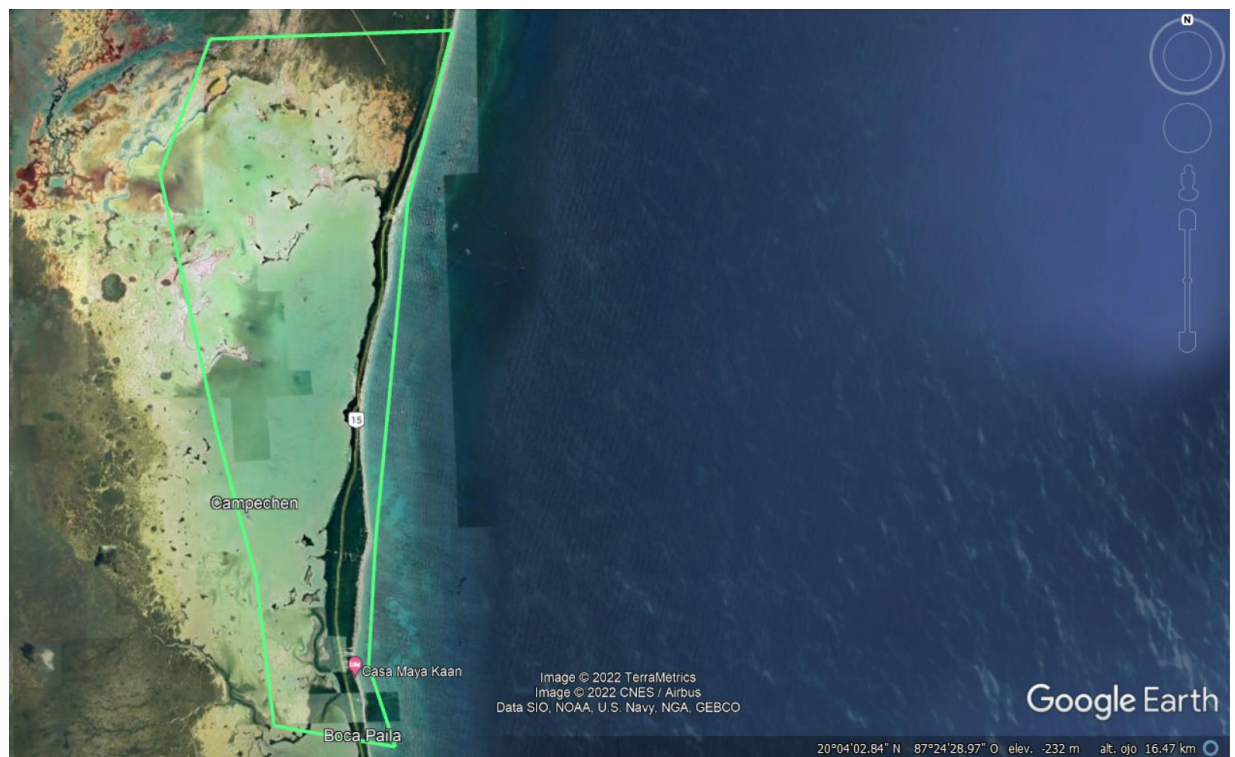 N
15
Campechen
Casa Maya Kaan
Boca Paila
Image © 2022 TerraMetrics
Image © 2022 CNES / Airbus
Data SIO, NOAA, U.S. Navy, NGA, GEBCO
Google Earth
20°04'02.84" N 87°24'28.97" O elev. -232 m alt. ojo 16.47 km